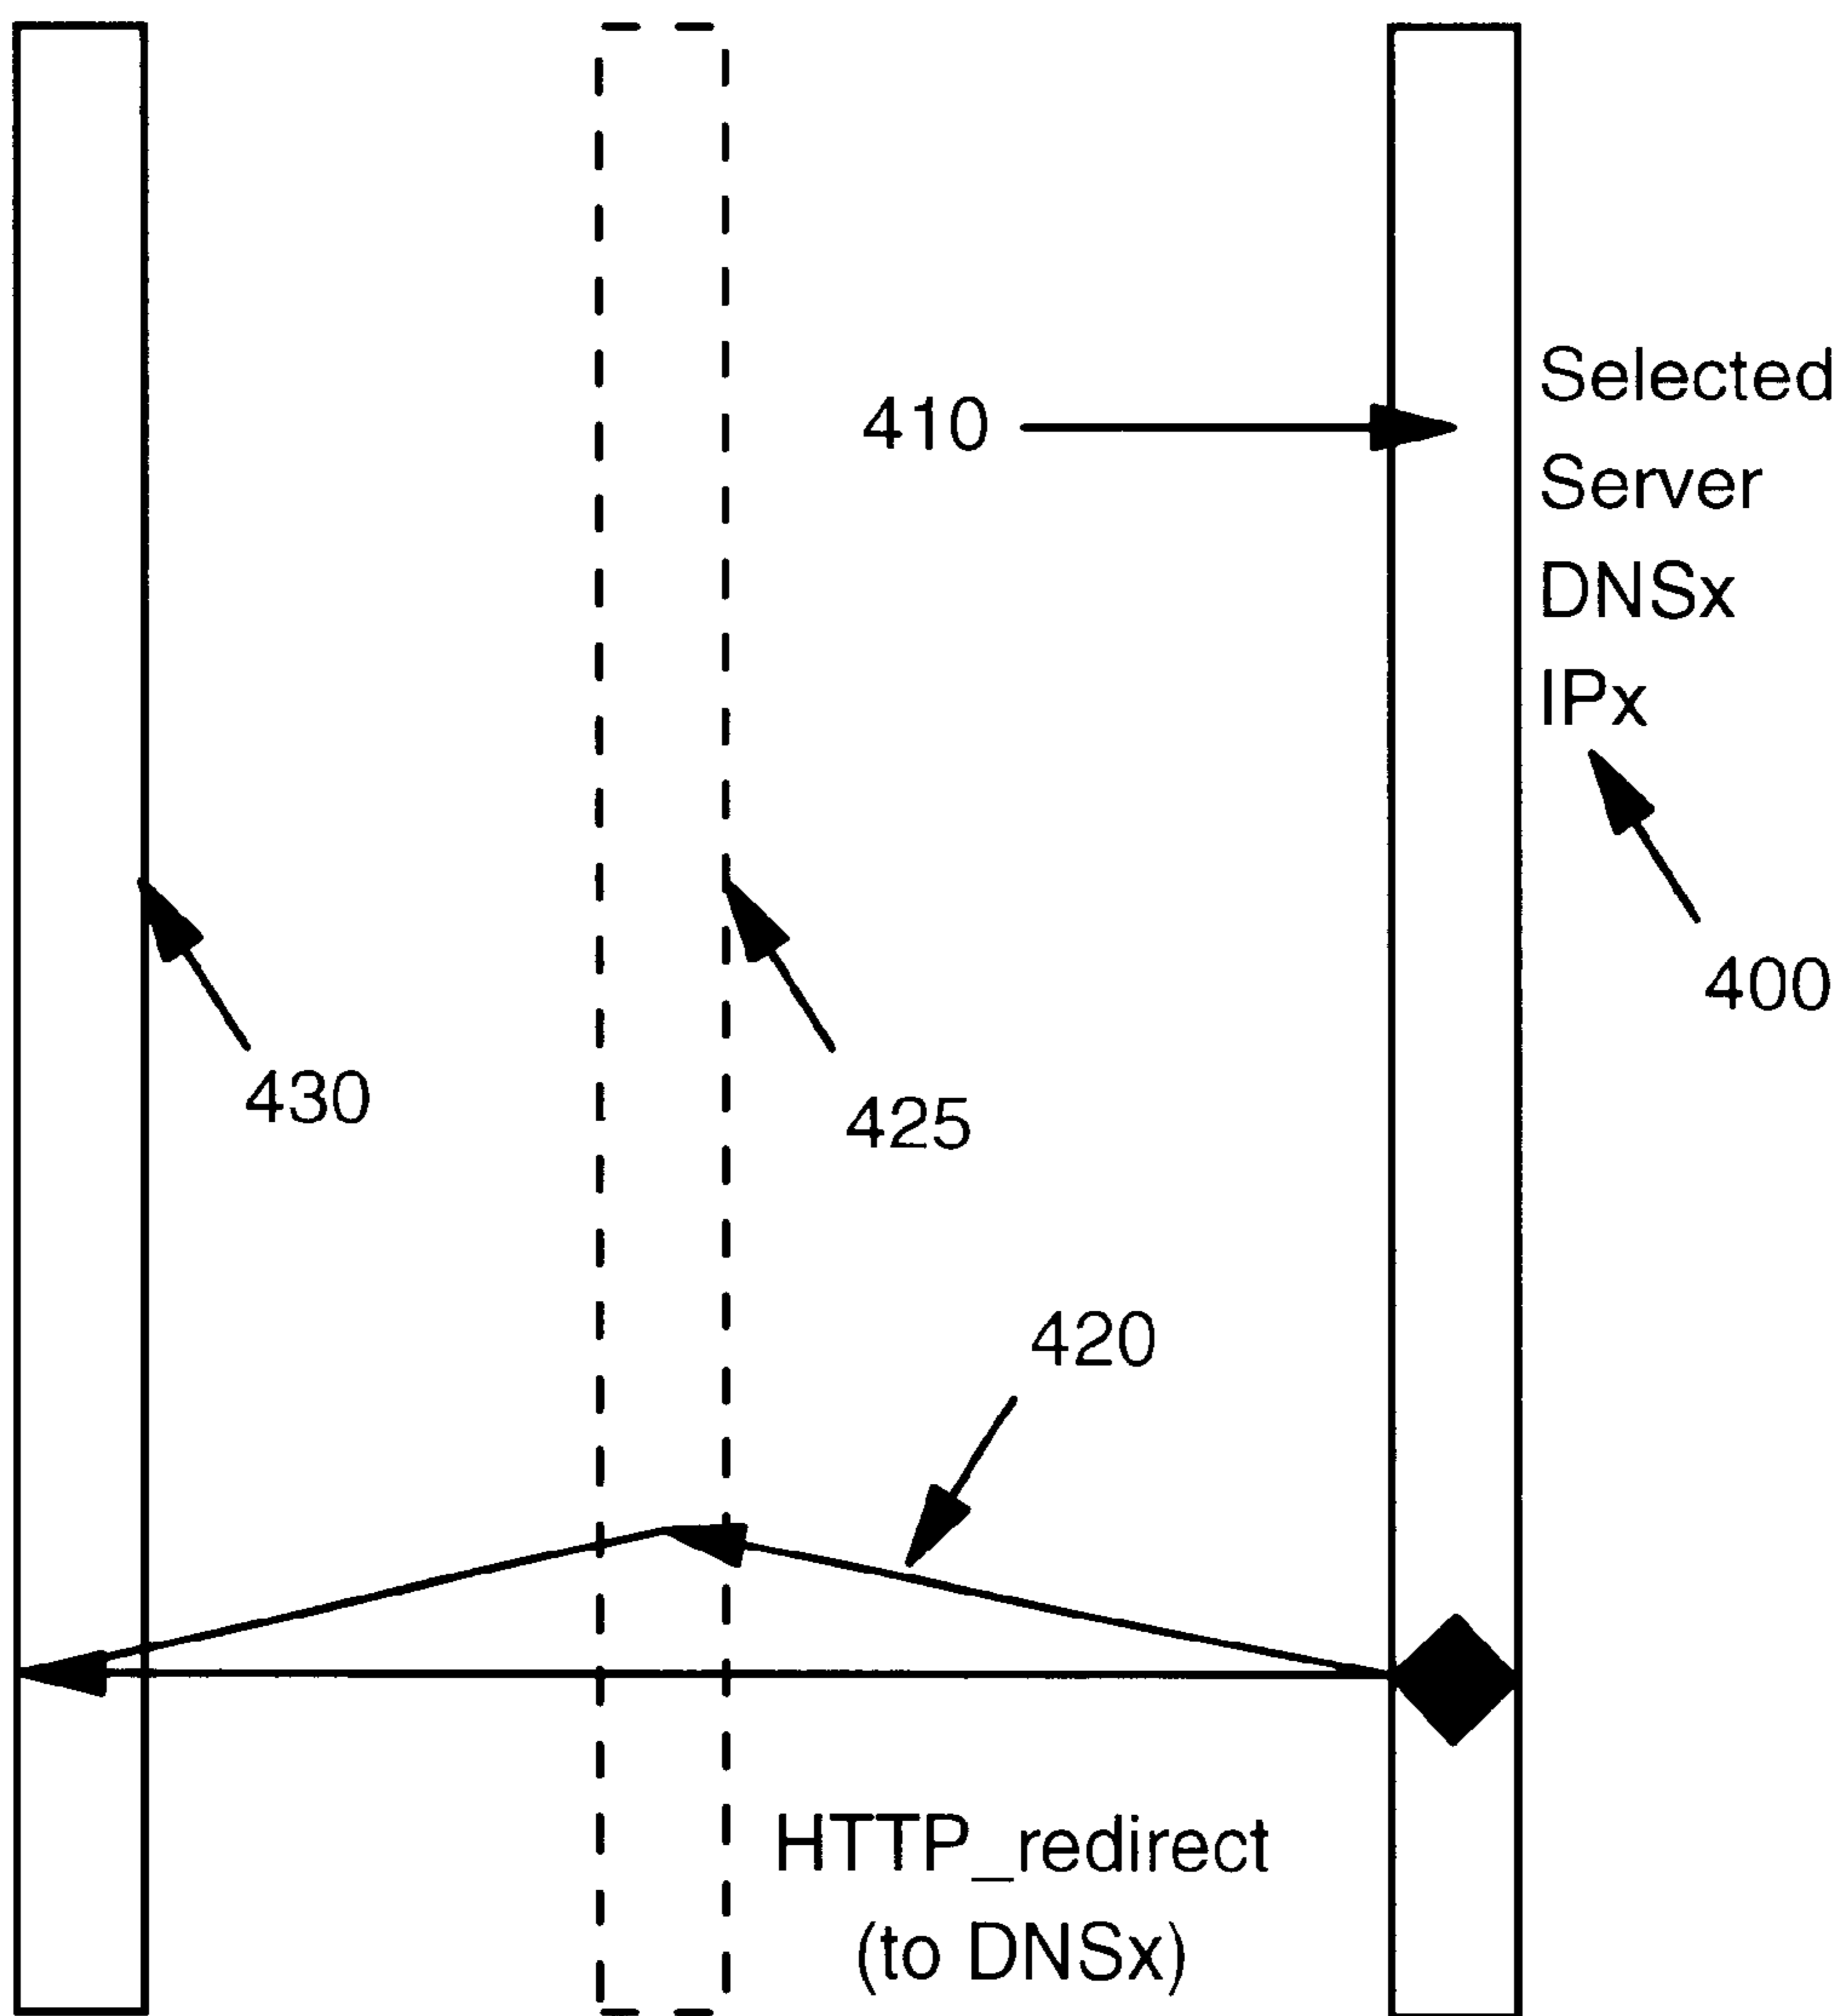 410
Selected
Server
DNSx
IPx
400
430
425
420
HTTP_redirect
(to DNSx)